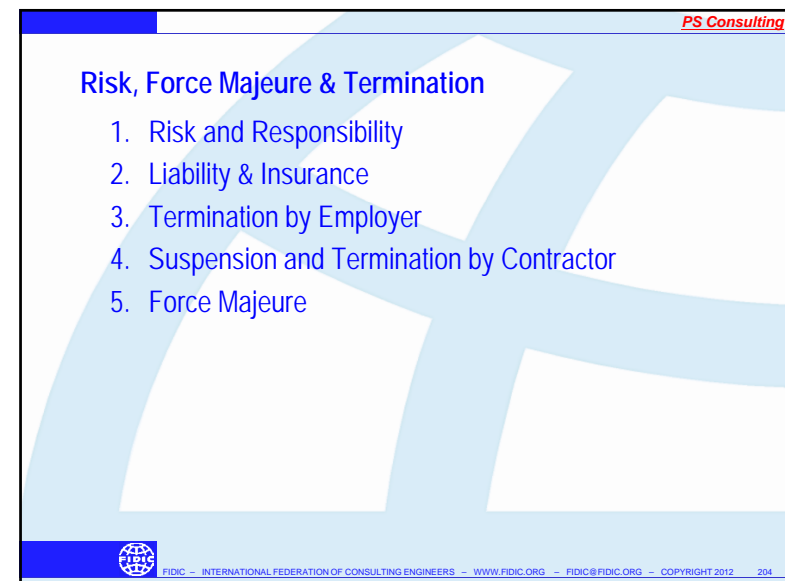 PS Consulting
Risk, Force Majeure & Termination
1. Risk and Responsibility
2. Liability & Insurance
3. Termination by Employer
4. Suspension and Termination by Contractor
5. Force Majeure
FIDIC
FIDIC – INTERNATIONAL FEDERATION OF CONSULTING ENGINEERS – WWW.FIDIC.ORG – FIDIC@FIDIC.ORG – COPYRIGHT 2012 204